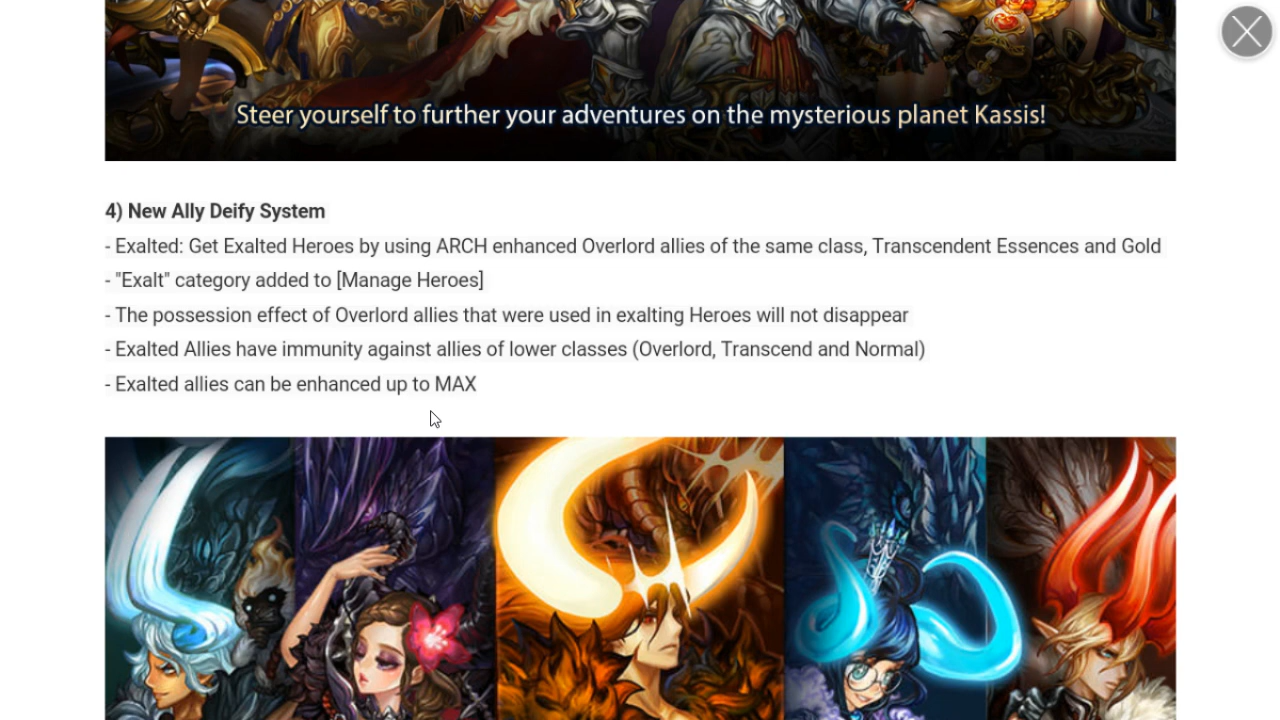 Steer yourself to further your adventures on the mysterious planet Kassis!
4) New Ally Deify System
- Exalted: Get Exalted Heroes by using ARCH enhanced Overlord allies of the same class, Transcendent Essences and Gold
- "Exalt" category added to [Manage Heroes]
- The possession effect of Overlord allies that were used in exalting Heroes will not disappear
- Exalted Allies have immunity against allies of lower classes (Overlord, Transcend and Normal)
- Exalted allies can be enhanced up to MAX